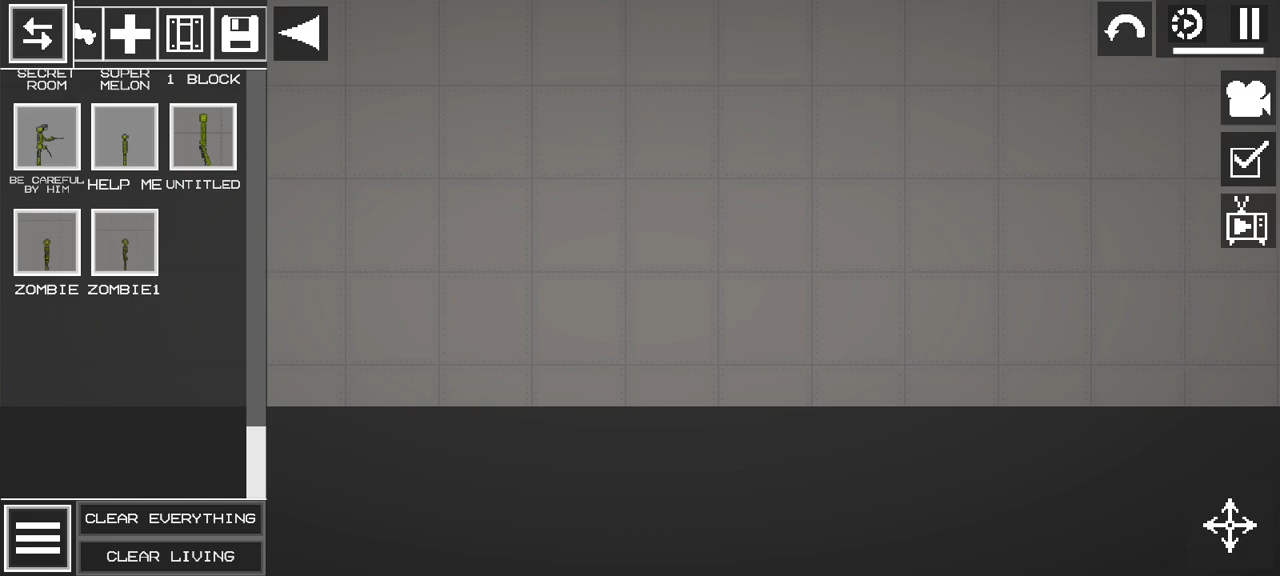 SECRET ROOM
SUPER MELON
1 BLOCK
BE CAREFUL BY HIM
HELP ME
UNTITLED
ZOMBIE
ZOMBIE1
CLEAR EVERYTHING
CLEAR LIVING